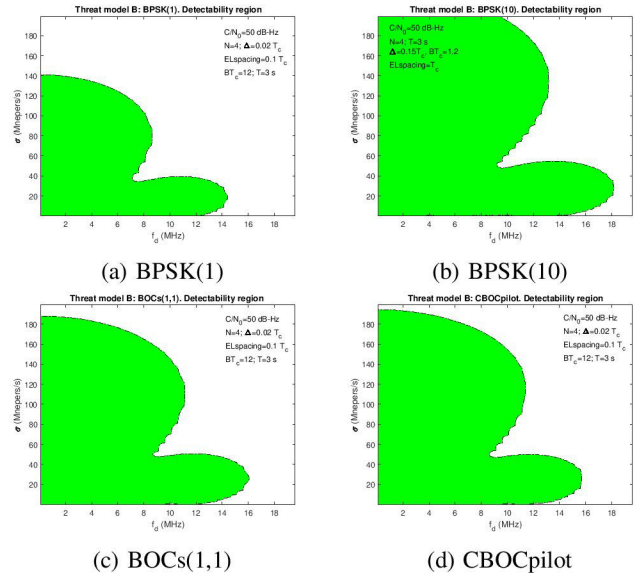 Threat model B: BPSK(1). Detectability region
C/N0=50 dB-Hz
N=4; Δ=0.02 Tc
ELspacing=0.1 Tc
BTc=12; T=3 s
σ (Mnepers/s)
180
160
140
120
100
80
60
40
20
2 4 6 8 10 12 14 16 18
fd (MHz)
(a) BPSK(1)
Threat model B: BPSK(10). Detectability region
C/N0=50 dB-Hz
N=4; T=3 s
Δ=0.15Tc; BTc=1.2
ELspacing=Tc
σ (Mnepers/s)
180
160
140
120
100
80
60
40
20
2 4 6 8 10 12 14 16 18
fd (MHz)
(b) BPSK(10)
Threat model B: BOCs(1,1). Detectability region
C/N0=50 dB-Hz
N=4; Δ=0.02 Tc
ELspacing=0.1 Tc
BTc=12; T=3 s
σ (Mnepers/s)
180
160
140
120
100
80
60
40
20
2 4 6 8 10 12 14 16 18
fd (MHz)
(c) BOCs(1,1)
Threat model B: CBOCpilot. Detectability region
C/N0=50 dB-Hz
N=4; Δ=0.02 Tc
ELspacing=0.1 Tc
BTc=12; T=3 s
σ (Mnepers/s)
180
160
140
120
100
80
60
40
20
2 4 6 8 10 12 14 16 18
fd (MHz)
(d) CBOCpilot